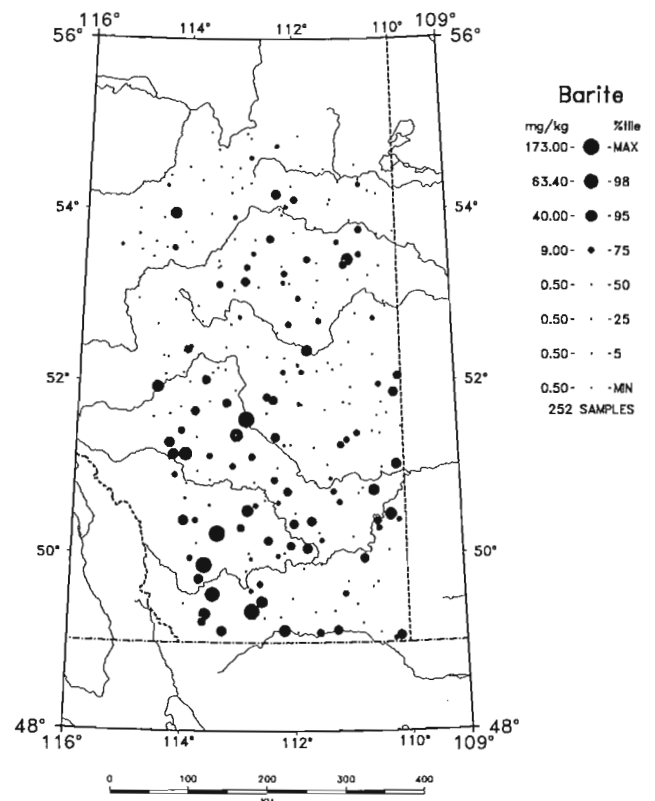 116° 114° 112° 110° 109°
56° 56°
Barite
mg/kg %tile
173.00- -MAX
63.40- -98
40.00- -95
9.00- -75
0.50- -50
0.50- -25
0.50- -5
0.50- -MIN
252 SAMPLES
54° 54°
52° 52°
50° 50°
48° 48°
116° 114° 112° 110° 109°
0 100 200 300 400